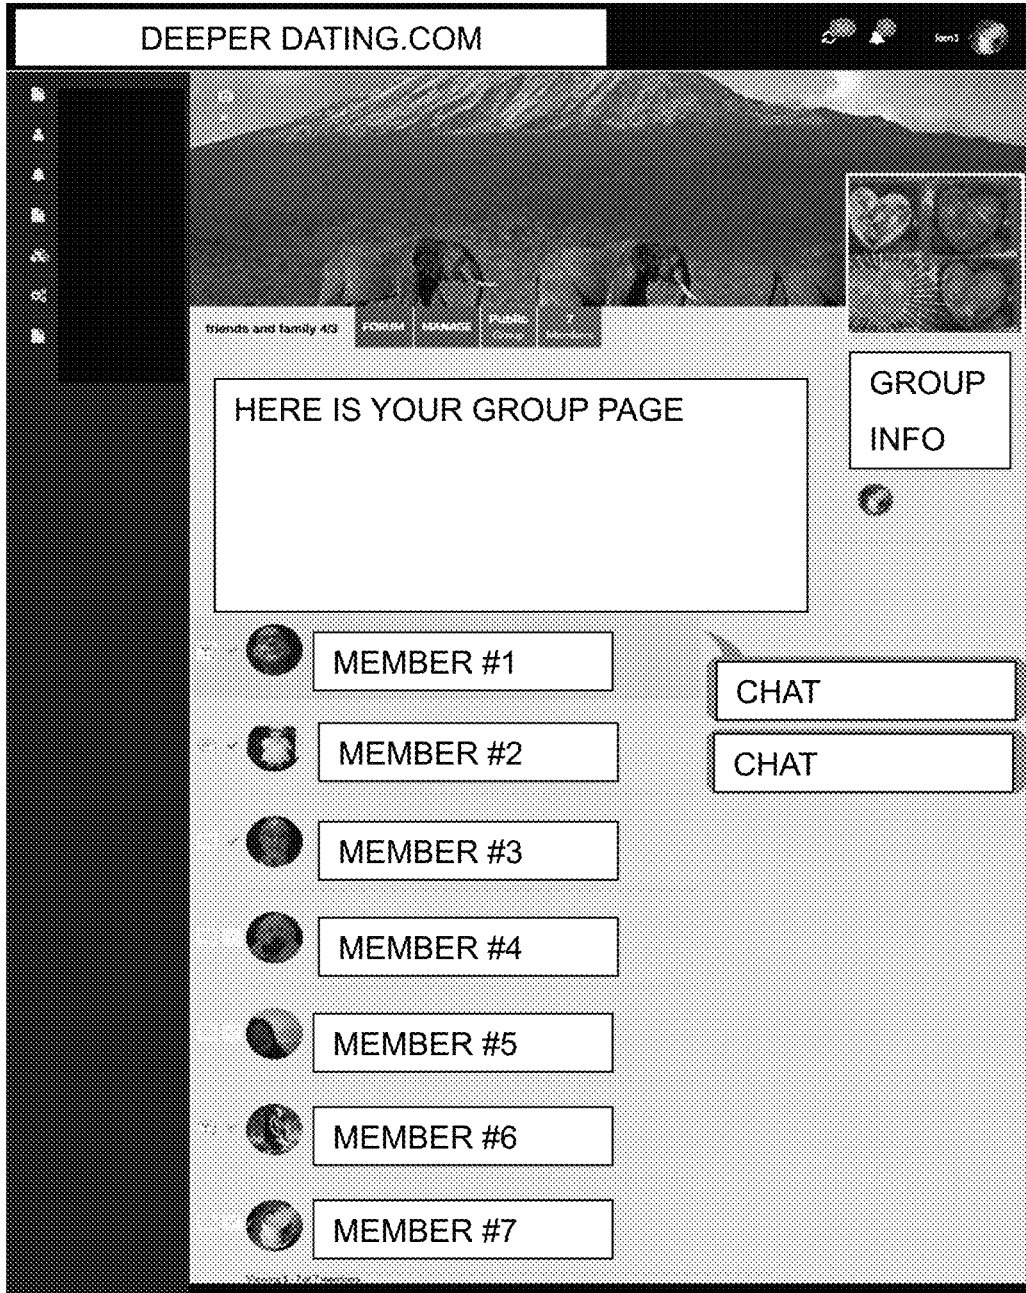 DEEPER DATING.COM
friends and family 4/3
FORUM
MANAGE
Public
HERE IS YOUR GROUP PAGE
GROUP
INFO
MEMBER #1
CHAT
MEMBER #2
CHAT
MEMBER #3
MEMBER #4
MEMBER #5
MEMBER #6
MEMBER #7